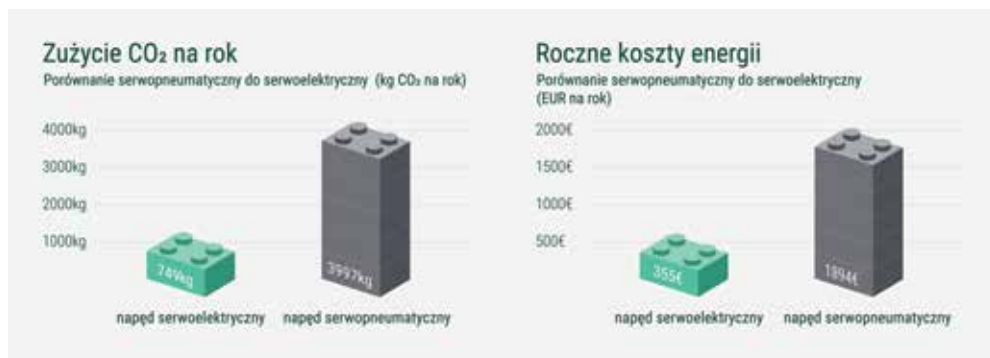 Zużycie CO₂ na rok
Porównanie serwopneumatyczny do serwoelektryczny (kg CO₂ na rok)
4000kg
3000kg
2000kg
1000kg
749kg
3997kg
napęd serwoelektryczny
napęd serwopneumatyczny
Roczne koszty energii
Porównanie serwopneumatyczny do serwoelektryczny
(EUR na rok)
2000€
1500€
1000€
500€
355€
1894€
napęd serwoelektryczny
napęd serwopneumatyczny